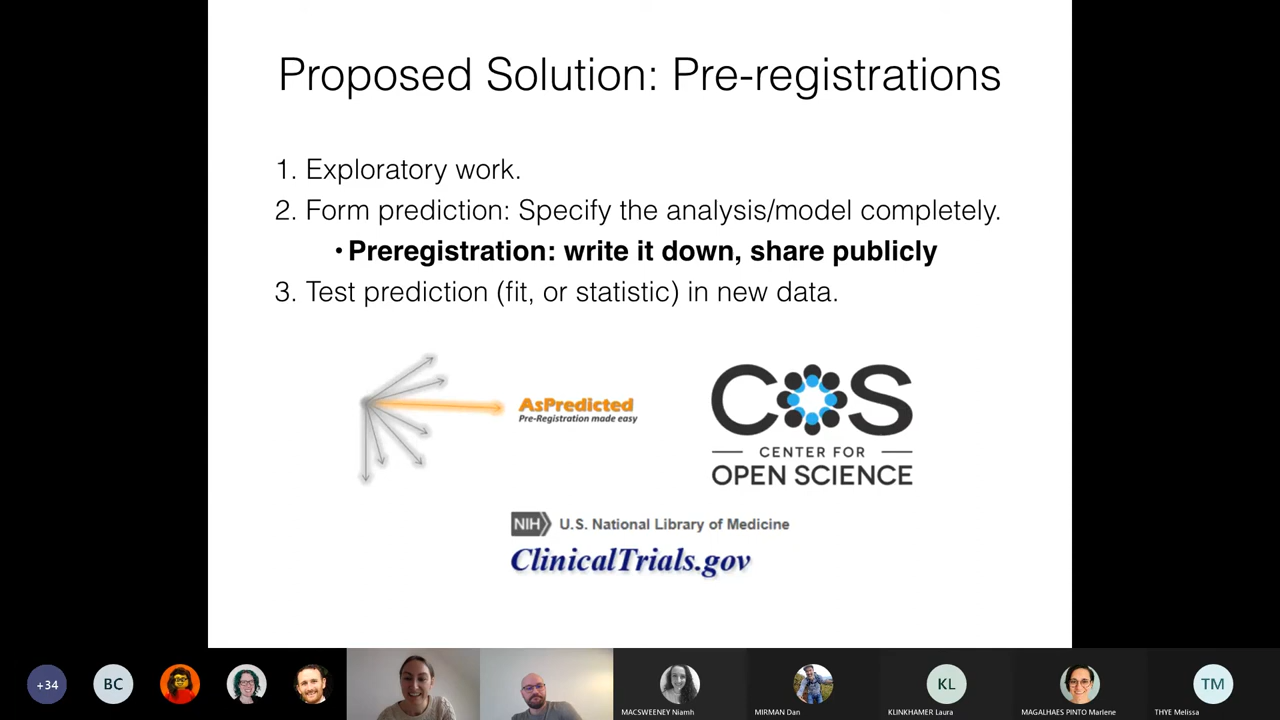 Proposed Solution: Pre-registrations
1. Exploratory work.
2. Form prediction: Specify the analysis/model completely.
• Preregistration: write it down, share publicly
3. Test prediction (fit, or statistic) in new data.
AsPredicted
Pre-Registration made easy
COS
CENTER FOR
OPEN SCIENCE
NIH U.S. National Library of Medicine
ClinicalTrials.gov
+34
BC
KL
TM
MACSWEENEY Niamh
MIRMAN Dan
KLINKHAMER Laura
MAGALHAES PINTO Marlene
THYE Melissa